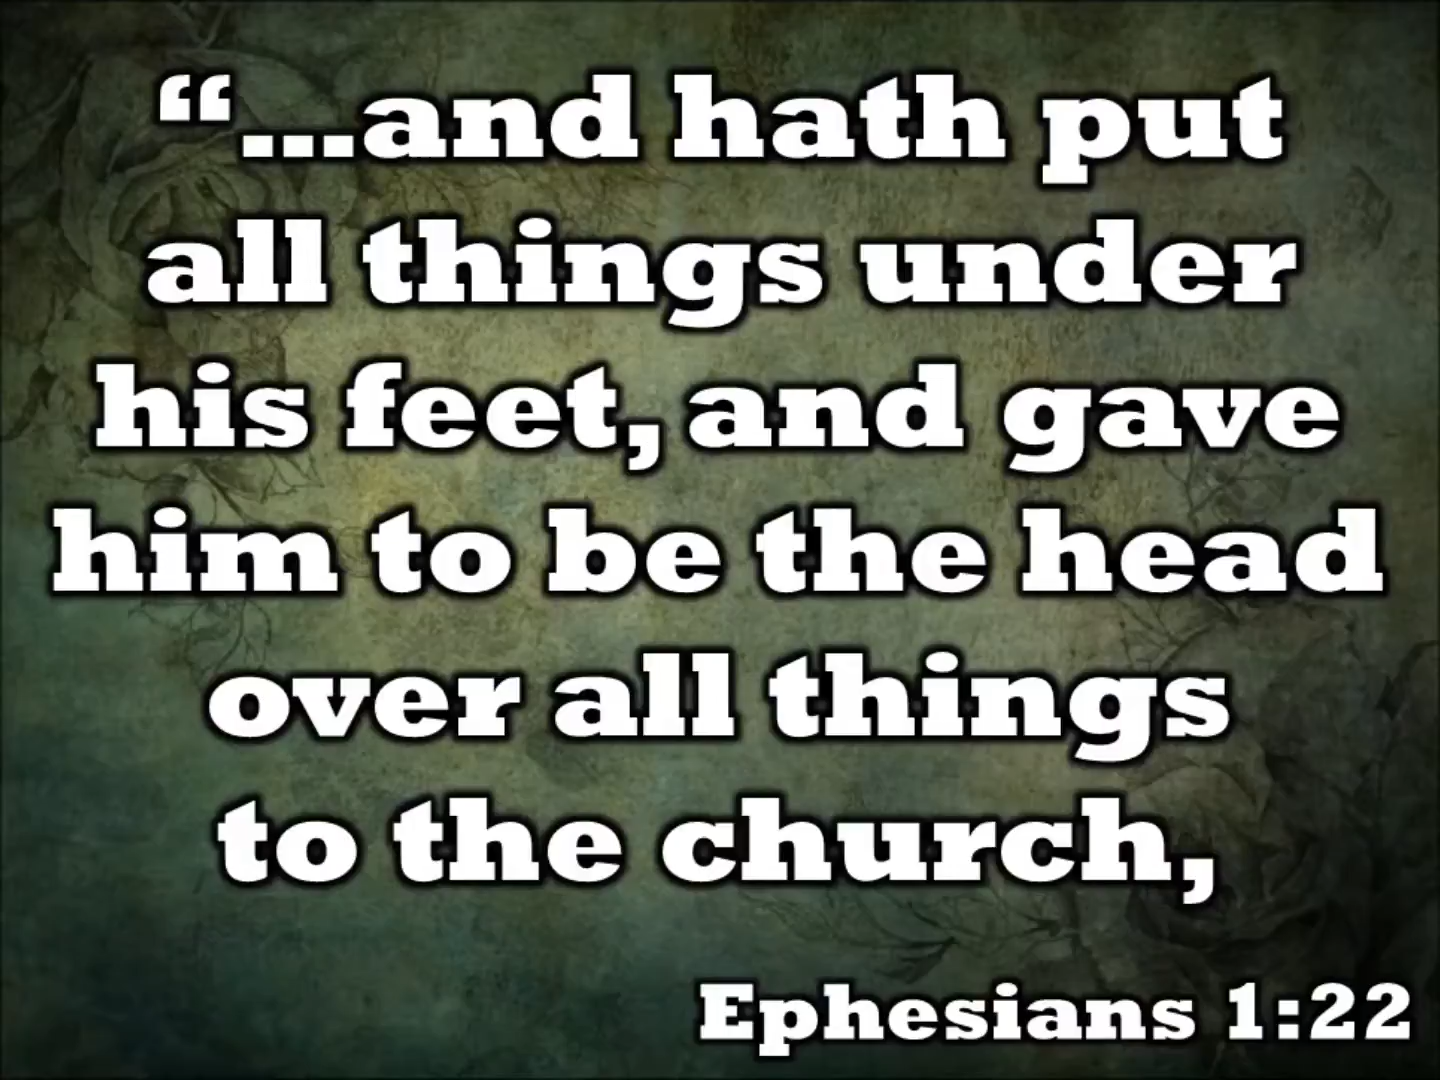 “...and hath put
all things under
his feet, and gave
him to be the head
over all things
to the church,
Ephesians 1:22